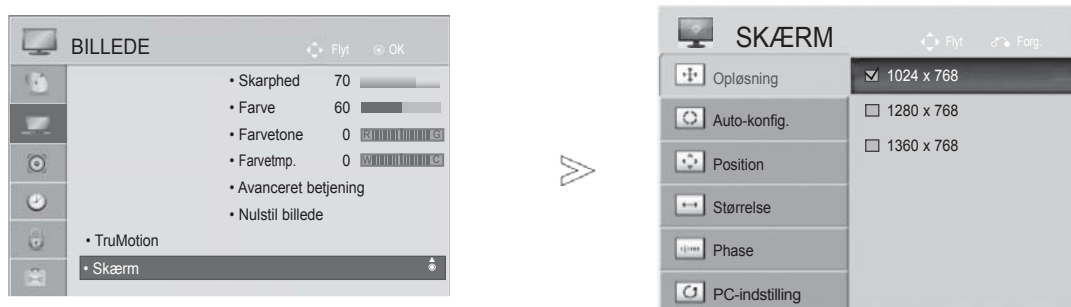 BILLEDE
Flyt OK
• Skarphed 70
• Farve 60
• Farvetone 0 R G
• Farvetmp. 0 W C
• Avanceret betjening
• Nulstil billede
• TruMotion
• Skærm
SKÆRM
Flyt Forg.
Opløsning
Auto-konfig.
Position
Størrelse
Phase
PC-indstilling
1024 x 768
1280 x 768
1360 x 768